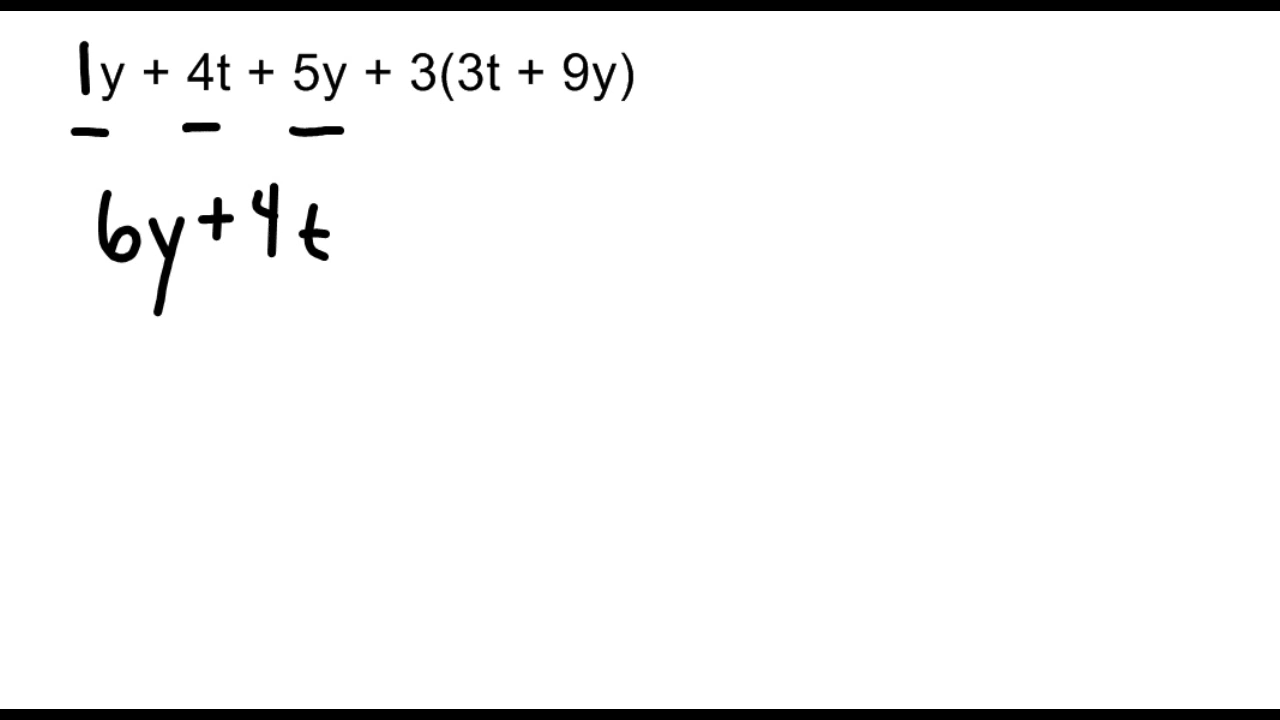 1y + 4t + 5y + 3(3t + 9y)
6y + 4t